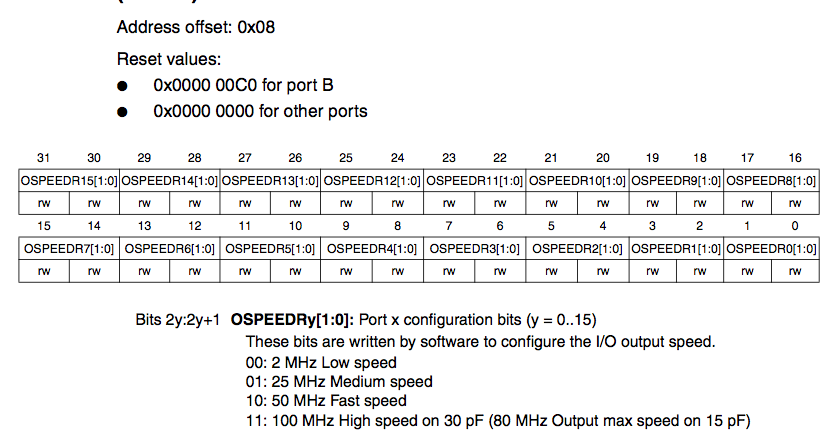 Address offset: 0x08
Reset values:
● 0x0000 00C0 for port B
● 0x0000 0000 for other ports
31 30 29 28 27 26 25 24 23 22 21 20 19 18 17 16
OSPEEDR15[1:0] OSPEEDR14[1:0] OSPEEDR13[1:0] OSPEEDR12[1:0] OSPEEDR11[1:0] OSPEEDR10[1:0] OSPEEDR9[1:0] OSPEEDR8[1:0]
rw rw rw rw rw rw rw rw rw rw rw rw rw rw rw rw
15 14 13 12 11 10 9 8 7 6 5 4 3 2 1 0
OSPEEDR7[1:0] OSPEEDR6[1:0] OSPEEDR5[1:0] OSPEEDR4[1:0] OSPEEDR3[1:0] OSPEEDR2[1:0] OSPEEDR1[1:0] OSPEEDR0[1:0]
rw rw rw rw rw rw rw rw rw rw rw rw rw rw rw rw
Bits 2y:2y+1 OSPEEDRy[1:0]: Port x configuration bits (y = 0..15)
These bits are written by software to configure the I/O output speed.
00: 2 MHz Low speed
01: 25 MHz Medium speed
10: 50 MHz Fast speed
11: 100 MHz High speed on 30 pF (80 MHz Output max speed on 15 pF)